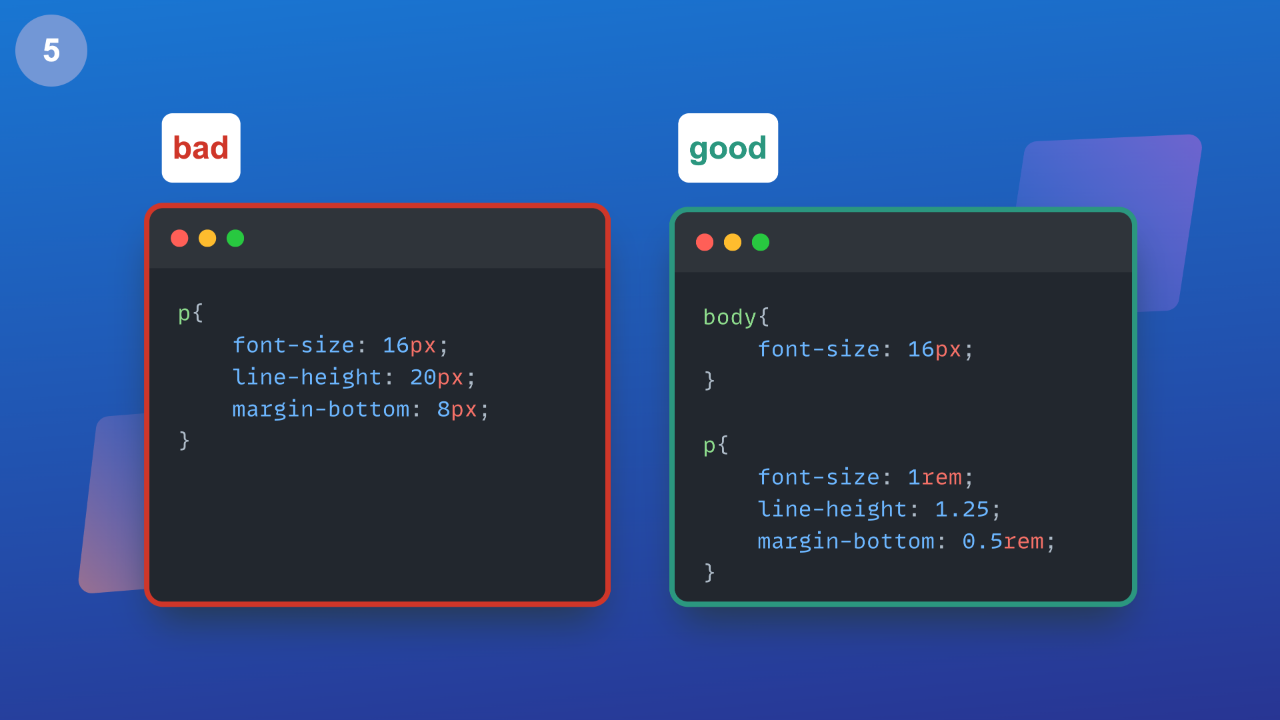 5
bad
p{
    font-size: 16px;
    line-height: 20px;
    margin-bottom: 8px;
}
good
body{
    font-size: 16px;
}
p{
    font-size: 1rem;
    line-height: 1.25;
    margin-bottom: 0.5rem;
}